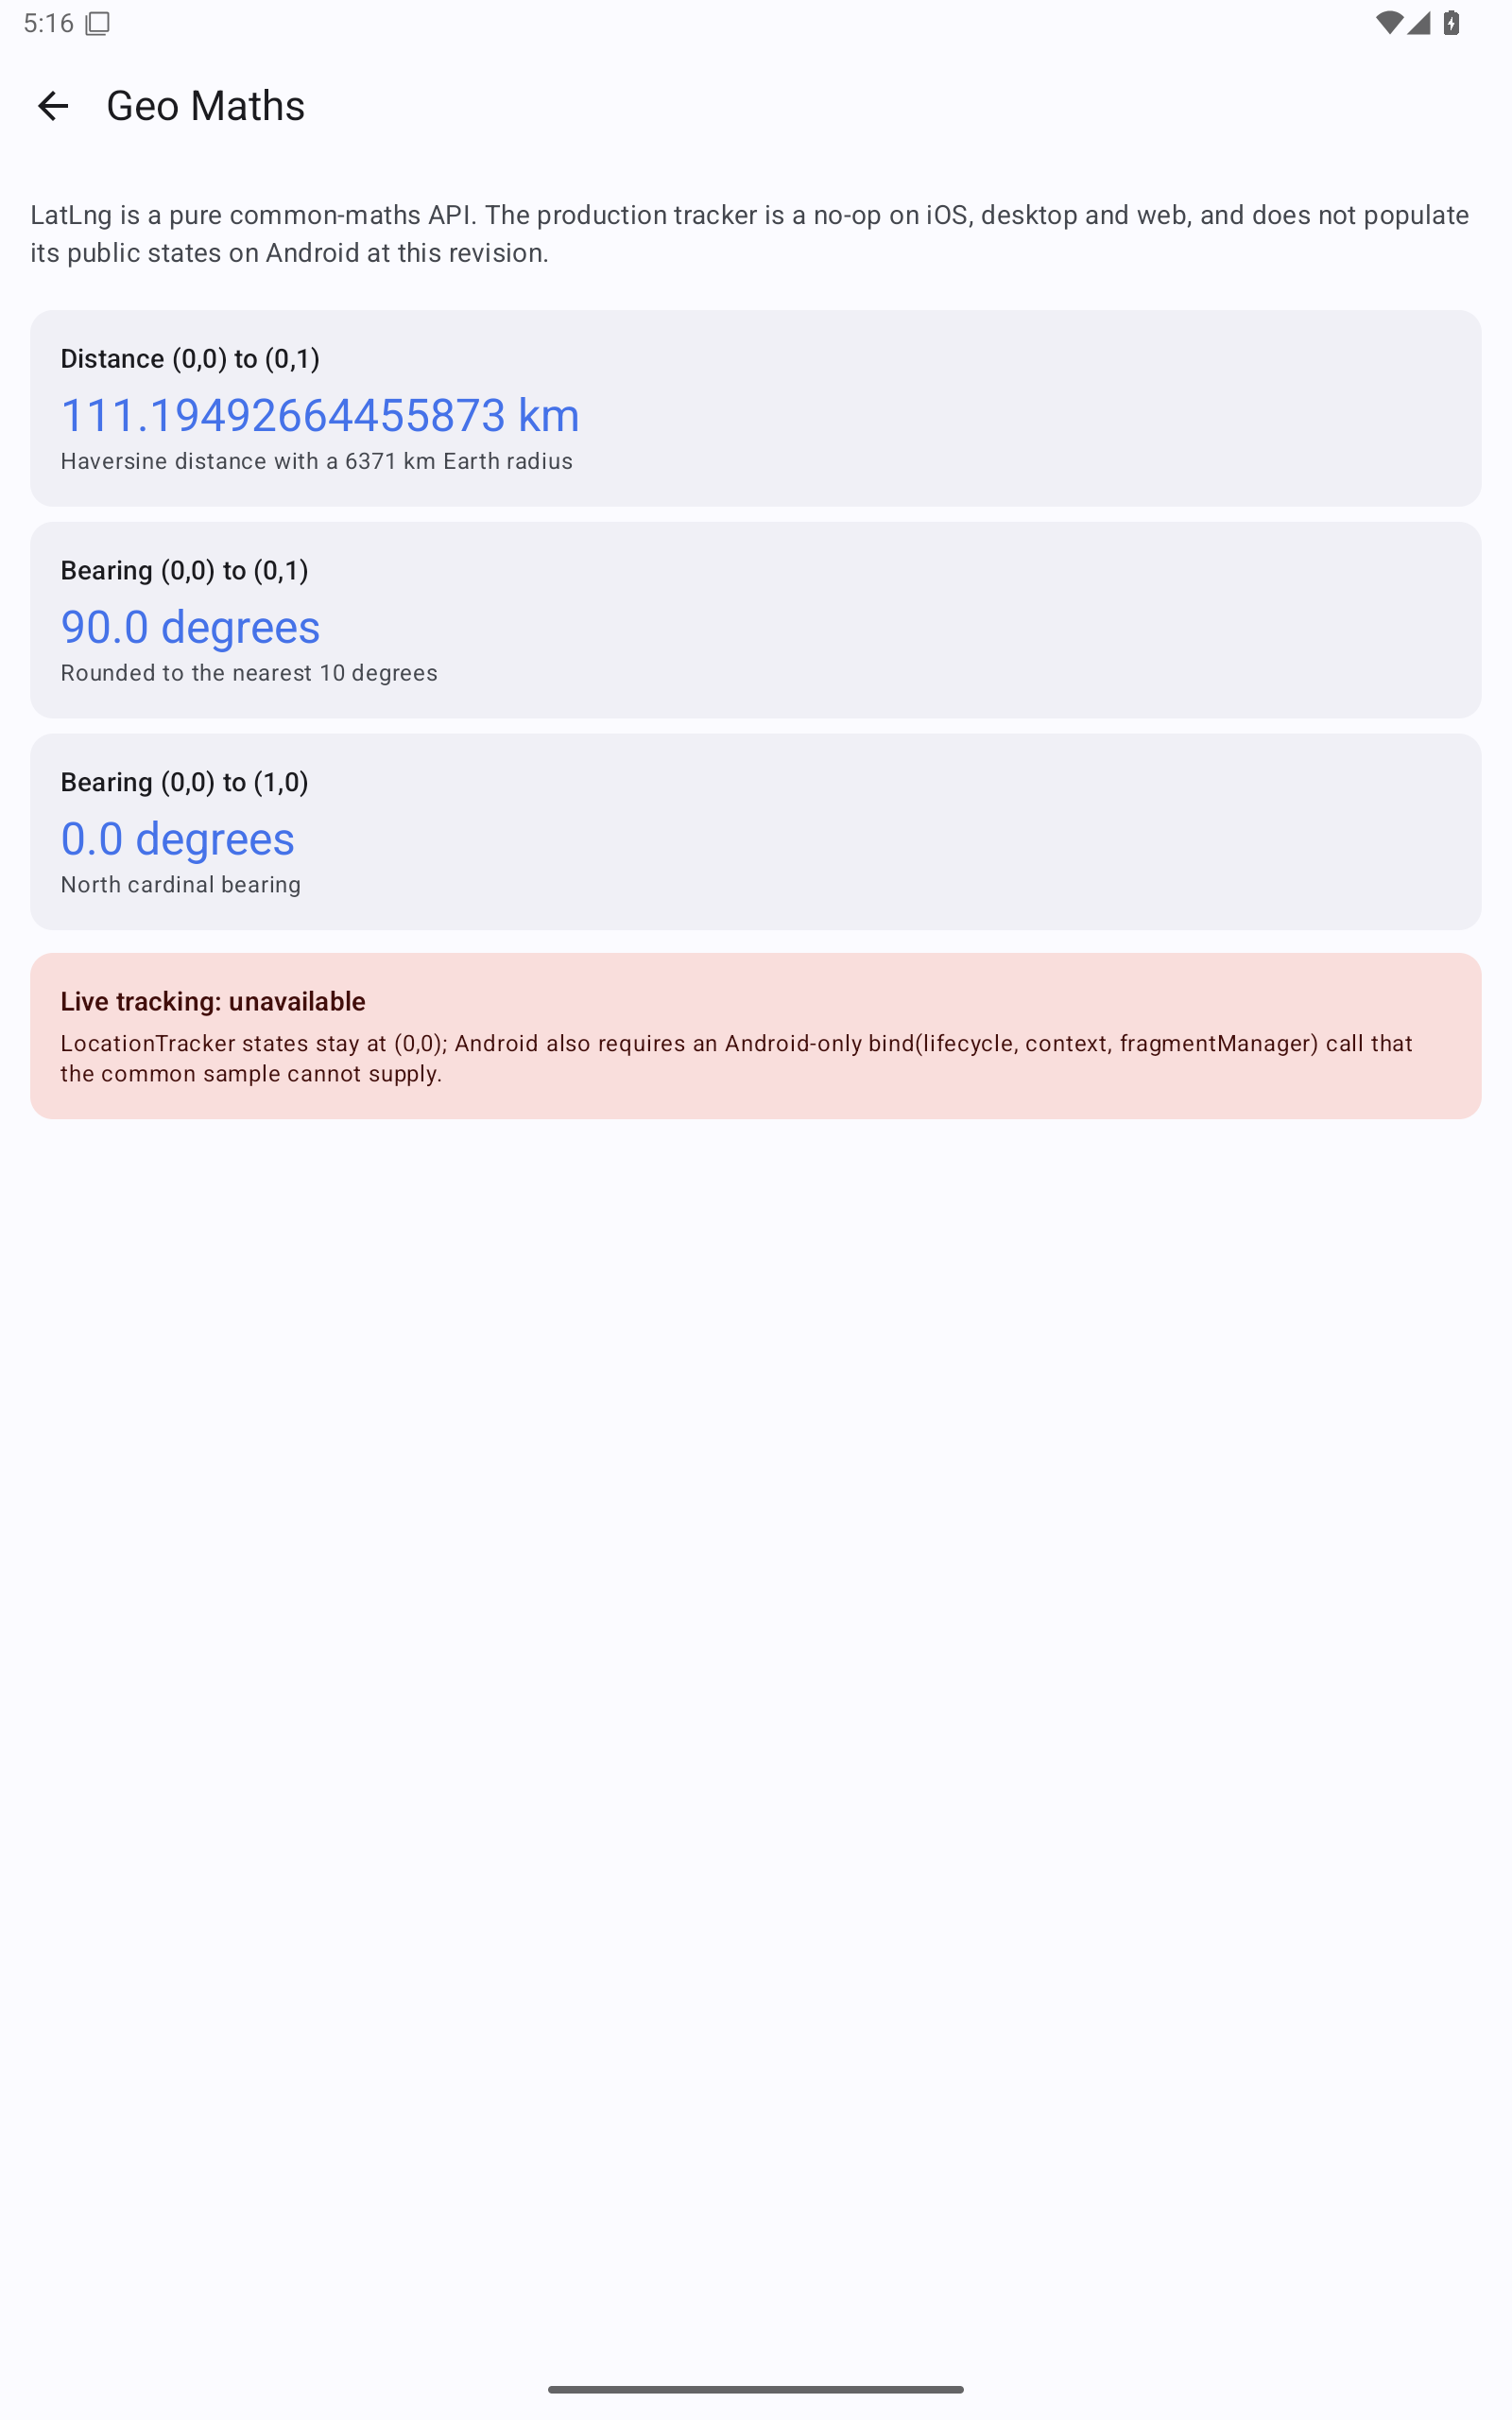 5:16
Geo Maths
LatLng is a pure common-maths API. The production tracker is a no-op on iOS, desktop and web, and does not populate
its public states on Android at this revision.
Distance (0,0) to (0,1)
111.19492664455873 km
Haversine distance with a 6371 km Earth radius
Bearing (0,0) to (0,1)
90.0 degrees
Rounded to the nearest 10 degrees
Bearing (0,0) to (1,0)
0.0 degrees
North cardinal bearing
Live tracking: unavailable
LocationTracker states stay at (0,0); Android also requires an Android-only bind(lifecycle, context, fragmentManager) call that
the common sample cannot supply.